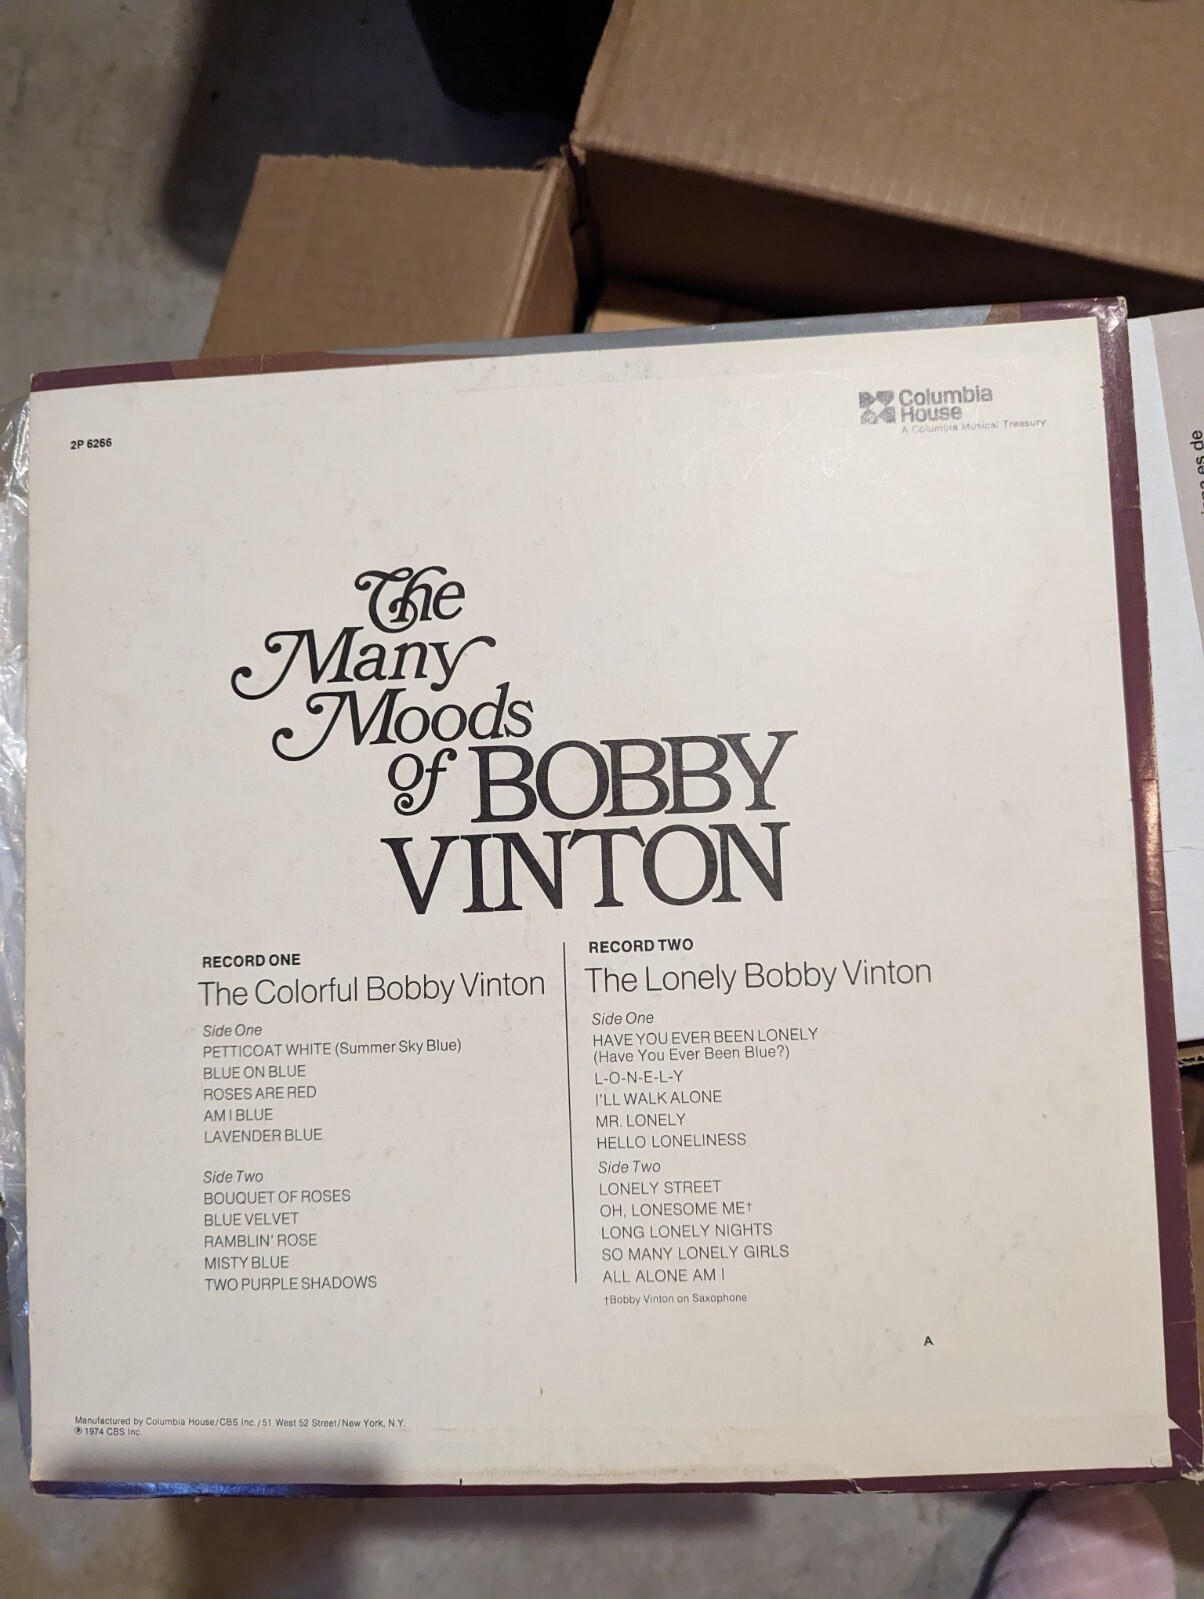 2P 6266
Columbia
House
A Columbia Musical Treasury
The
Many
Moods
of BOBBY
VINTON
RECORD ONE
The Colorful Bobby Vinton
Side One
PETTICOAT WHITE (Summer Sky Blue)
BLUE ON BLUE
ROSES ARE RED
AM I BLUE
LAVENDER BLUE
Side Two
BOUQUET OF ROSES
BLUE VELVET
RAMBLIN' ROSE
MISTY BLUE
TWO PURPLE SHADOWS
RECORD TWO
The Lonely Bobby Vinton
Side One
HAVE YOU EVER BEEN LONELY
(Have You Ever Been Blue?)
L-O-N-E-L-Y
I'LL WALK ALONE
MR. LONELY
HELLO LONELINESS
Side Two
LONELY STREET
OH, LONESOME ME†
LONG LONELY NIGHTS
SO MANY LONELY GIRLS
ALL ALONE AM I
†Bobby Vinton on Saxophone
A
Manufactured by Columbia House/CBS Inc./51 West 52 Street/New York, N.Y.
℗ 1974 CBS Inc.
es de